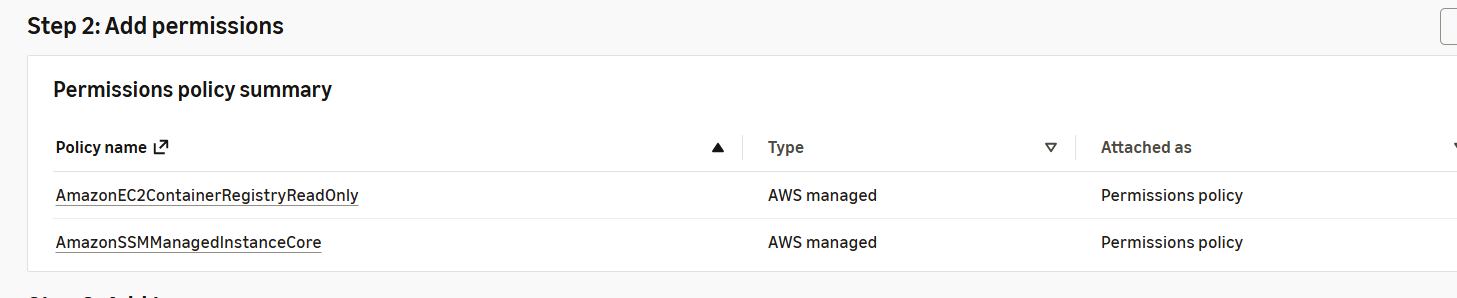 Step 2: Add permissions
Permissions policy summary
Policy name Type Attached as
AmazonEC2ContainerRegistryReadOnly AWS managed Permissions policy
AmazonSSMManagedInstanceCore AWS managed Permissions policy